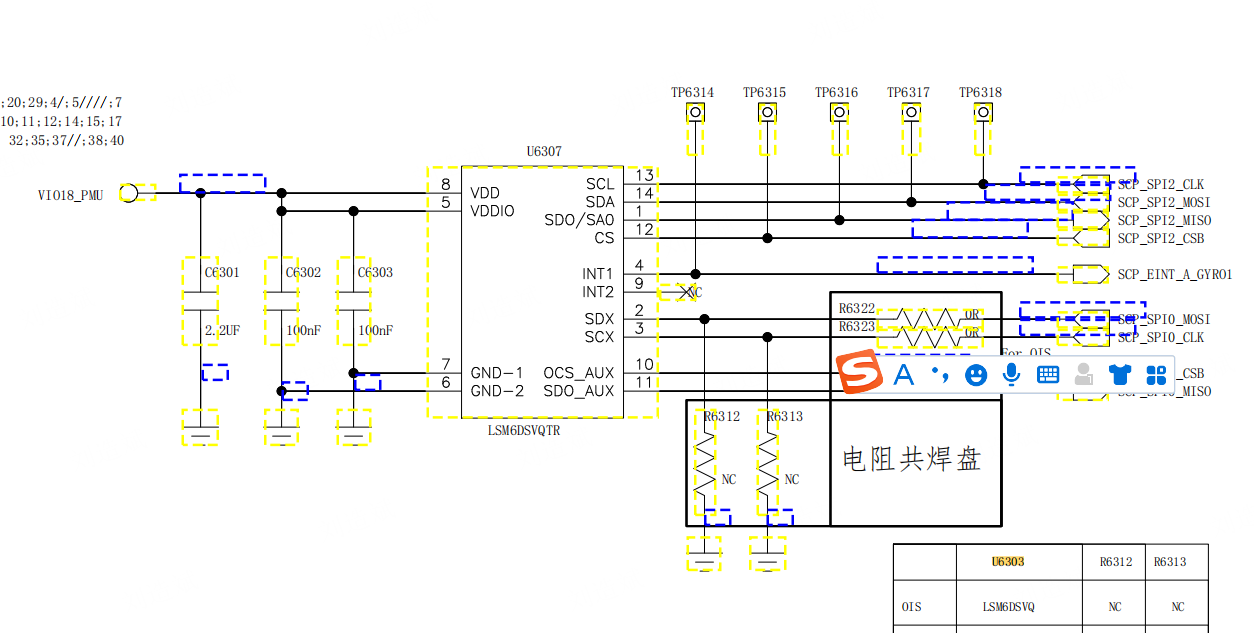 ;20;29;4/;5////;7
10;11;12;14;15;17
32;35;37//;38;40
TP6314 TP6315 TP6316 TP6317 TP6318
U6307
VIO18_PMU
8 VDD
5 VDDIO
SCL 13
SDA 14
SDO/SA0 1
CS 12
INT1 4
INT2 9
NC
SDX 2
SCX 3
7 GND-1
6 GND-2
OCS_AUX 10
SDO_AUX 11
LSM6DSVQTR
SCP_SPI2_CLK
SCP_SPI2_MOSI
SCP_SPI2_MISO
SCP_SPI2_CSB
SCP_EINT_A_GYRO1
SCP_SPI0_MOSI
SCP_SPI0_CLK
_CSB
SCP_SPI0_MISO
C6301 C6302 C6303
2.2UF 100nF 100nF
R6322 0R
R6323 0R
For OIS
R6312 R6313
NC NC
电阻共焊盘
U6303 R6312 R6313
OIS LSM6DSVQ NC NC